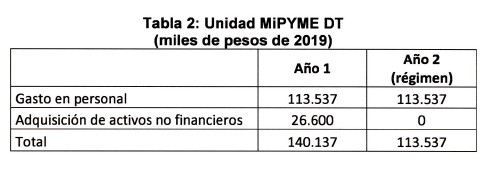 Tabla 2: Unidad MiPYME DT
(miles de pesos de 2019)
Año 1 Año 2
(régimen)
Gasto en personal 113.537 113.537
Adquisición de activos no financieros 26.600 0
Total 140.137 113.537